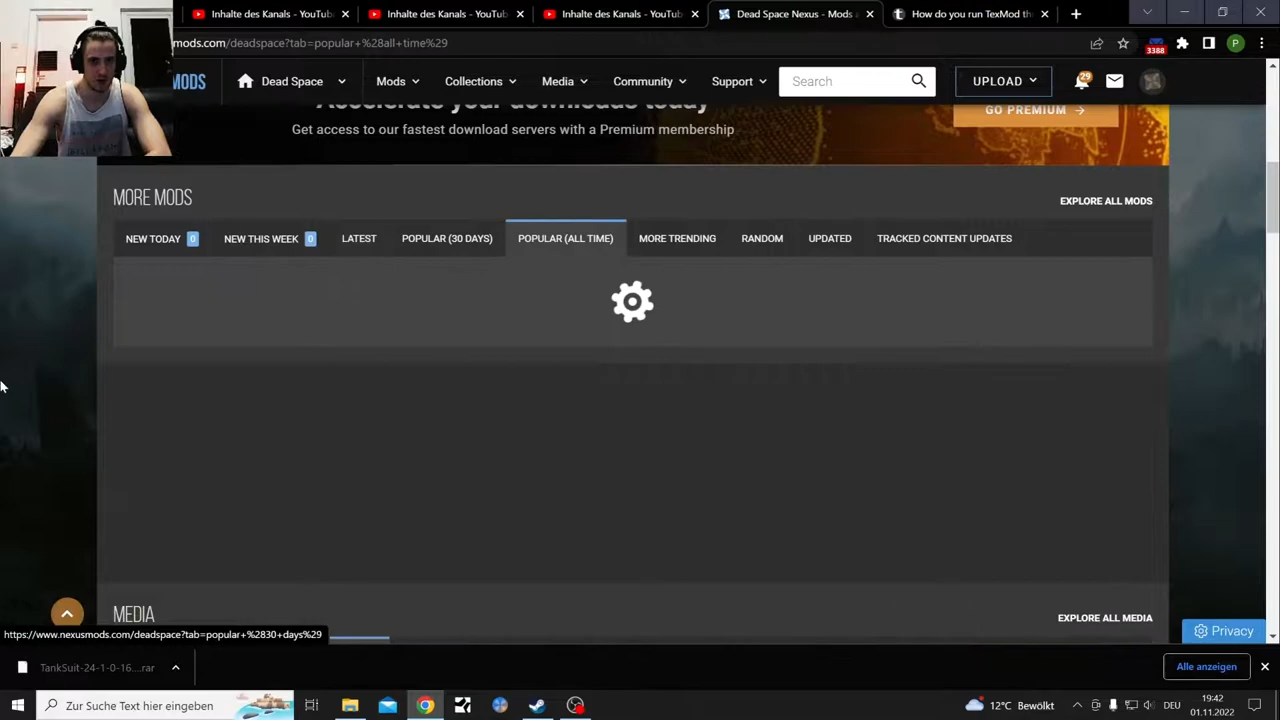 Inhalte des Kanals - YouTub
Inhalte des Kanals - YouTub
Inhalte des Kanals - YouTub
Dead Space Nexus - Mods a
How do you run TexMod th
mods.com/deadspace?tab=popular+%28all+time%29
3388
P
MODS
Dead Space
Mods
Collections
Media
Community
Support
Search
UPLOAD
29
Accelerate your downloads today
Get access to our fastest download servers with a Premium membership
GO PREMIUM →
MORE MODS
EXPLORE ALL MODS
NEW TODAY 0
NEW THIS WEEK 0
LATEST
POPULAR (30 DAYS)
POPULAR (ALL TIME)
MORE TRENDING
RANDOM
UPDATED
TRACKED CONTENT UPDATES
MEDIA
EXPLORE ALL MEDIA
https://www.nexusmods.com/deadspace?tab=popular+%2830+days%29
Privacy
TankSuit-24-1-0-16....rar
Alle anzeigen
Zur Suche Text hier eingeben
12°C Bewölkt
DEU
19:42
01.11.2022